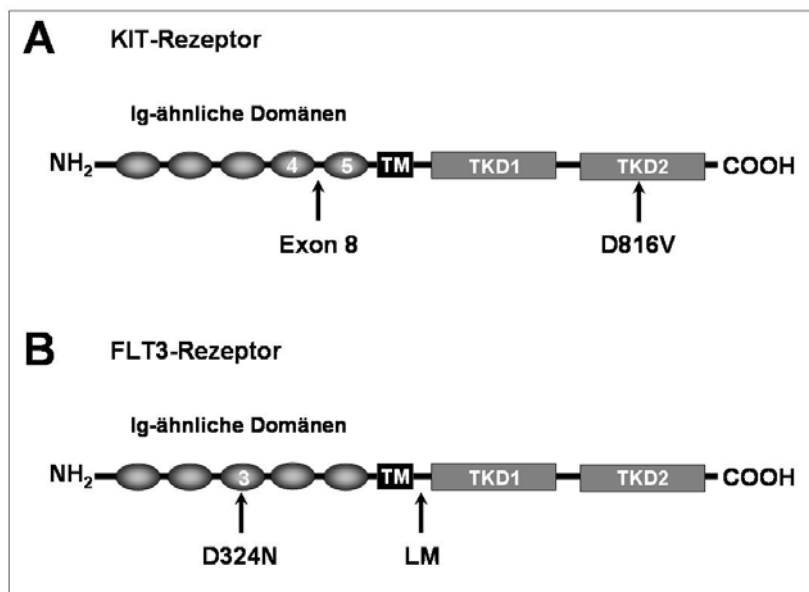 A KIT-Rezeptor
Ig-ähnliche Domänen
NH2 4 5 TM TKD1 TKD2 COOH
Exon 8 D816V
B FLT3-Rezeptor
Ig-ähnliche Domänen
NH2 3 TM TKD1 TKD2 COOH
D324N LM